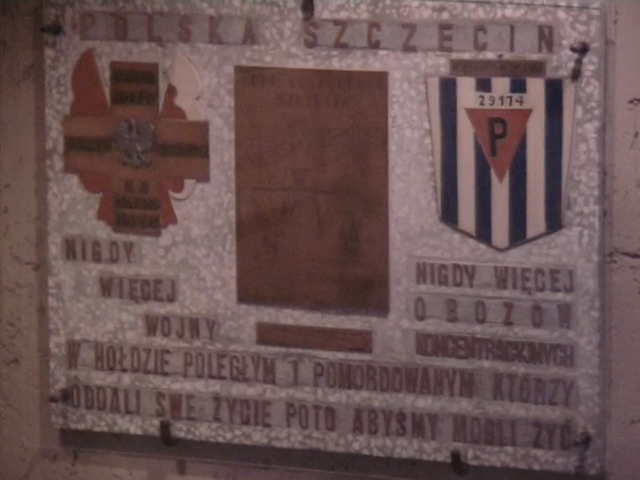 POLSKA SZCZECIN
29174
P
NIGDY
WIĘCEJ
WOJNY
NIGDY WIĘCEJ
OBOZÓW
KONCENTRACYJNYCH
W HOŁDZIE POLEGŁYM I POMORDOWANYM KTÓRZY
ODDALI SWE ŻYCIE POTO ABYŚMY MOGLI ŻYĆ